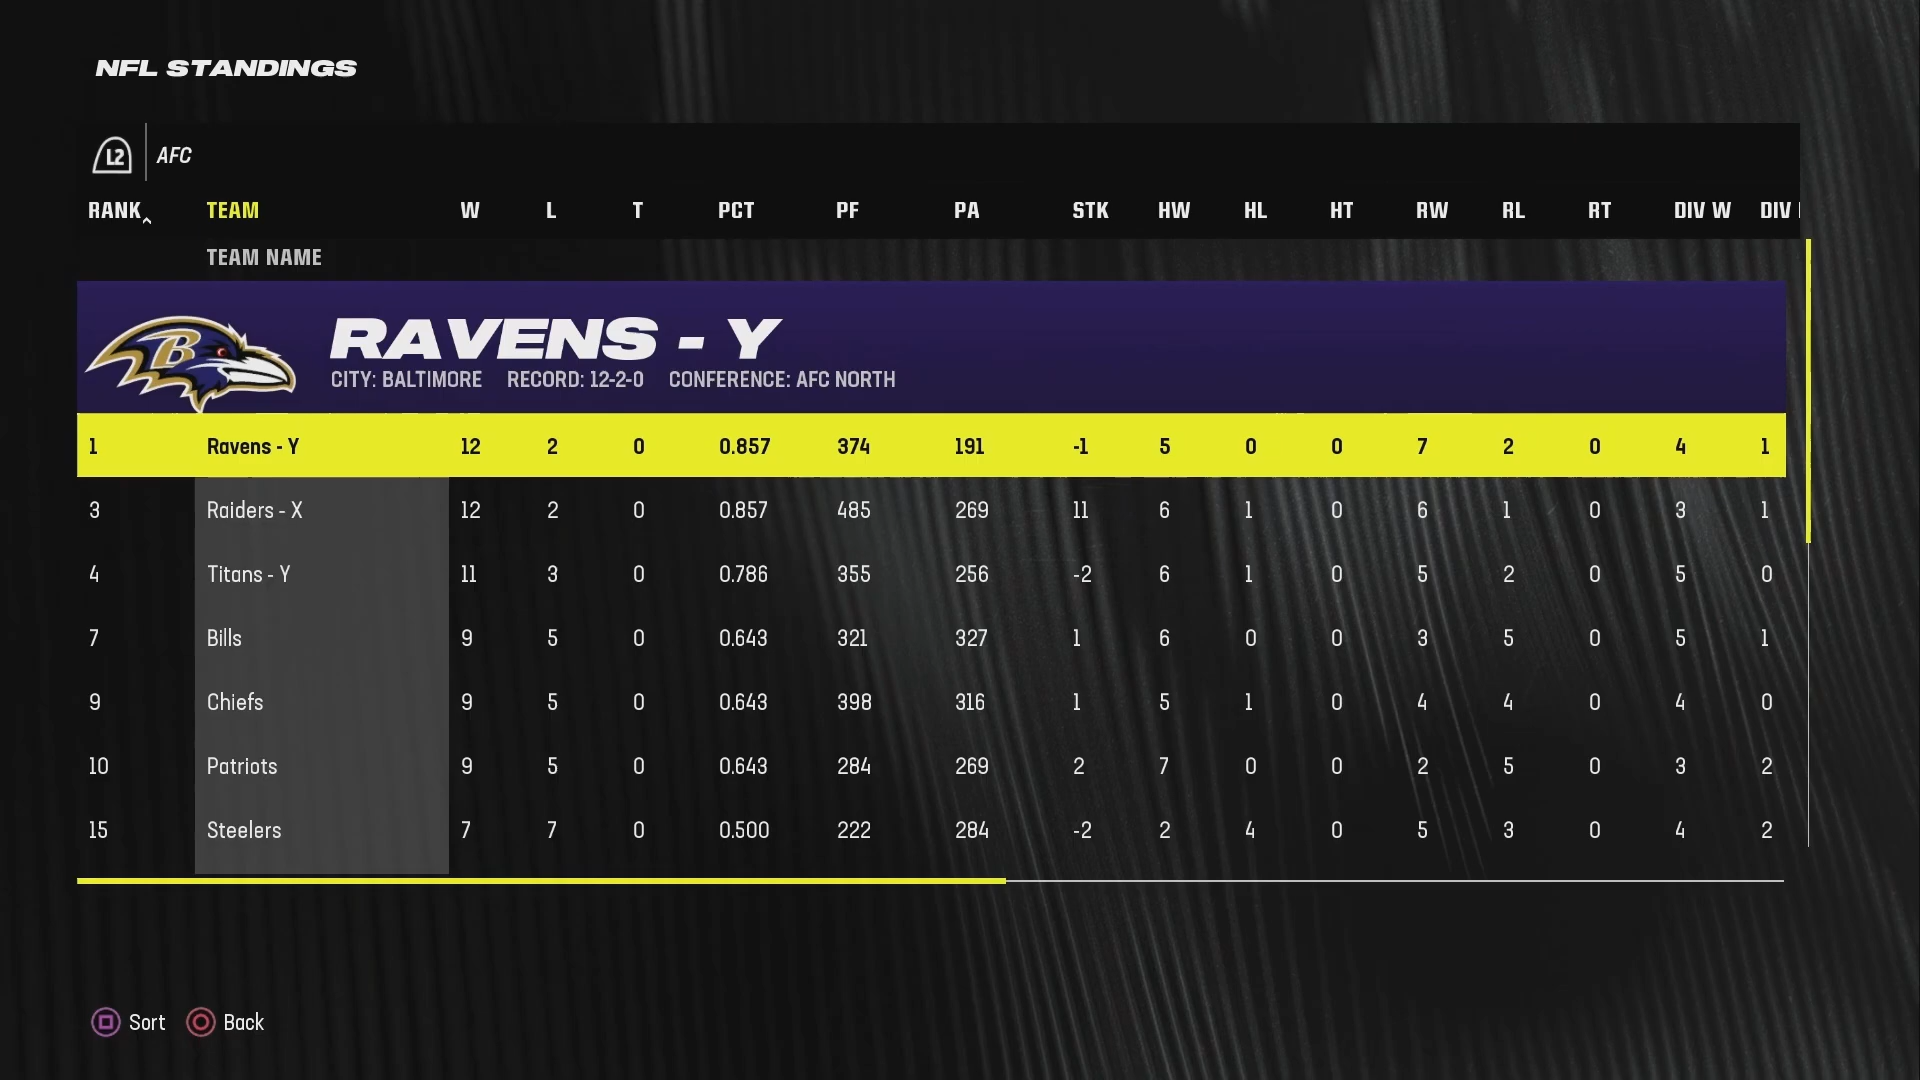 NFL STANDINGS
L2 AFC
RANK TEAM W L T PCT PF PA STK HW HL HT RW RL RT DIV W DIV
TEAM NAME
B
RAVENS - Y
CITY: BALTIMORE RECORD: 12-2-0 CONFERENCE: AFC NORTH
1 Ravens - Y 12 2 0 0.857 374 191 -1 5 0 0 7 2 0 4 1
3 Raiders - X 12 2 0 0.857 485 269 11 6 1 0 6 1 0 3 1
4 Titans - Y 11 3 0 0.786 355 256 -2 6 1 0 5 2 0 5 0
7 Bills 9 5 0 0.643 321 327 1 6 0 0 3 5 0 5 1
9 Chiefs 9 5 0 0.643 398 316 1 5 1 0 4 4 0 4 0
10 Patriots 9 5 0 0.643 284 269 2 7 0 0 2 5 0 3 2
15 Steelers 7 7 0 0.500 222 284 -2 2 4 0 5 3 0 4 2
Sort Back